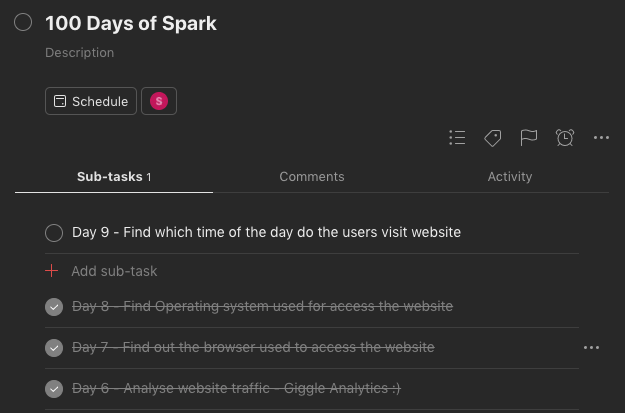 100 Days of Spark
Description
Schedule
S
Sub-tasks 1
Comments
Activity
Day 9 - Find which time of the day do the users visit website
Add sub-task
Day 8 - Find Operating system used for access the website
Day 7 - Find out the browser used to access the website
Day 6 - Analyse website traffic - Giggle Analytics :)